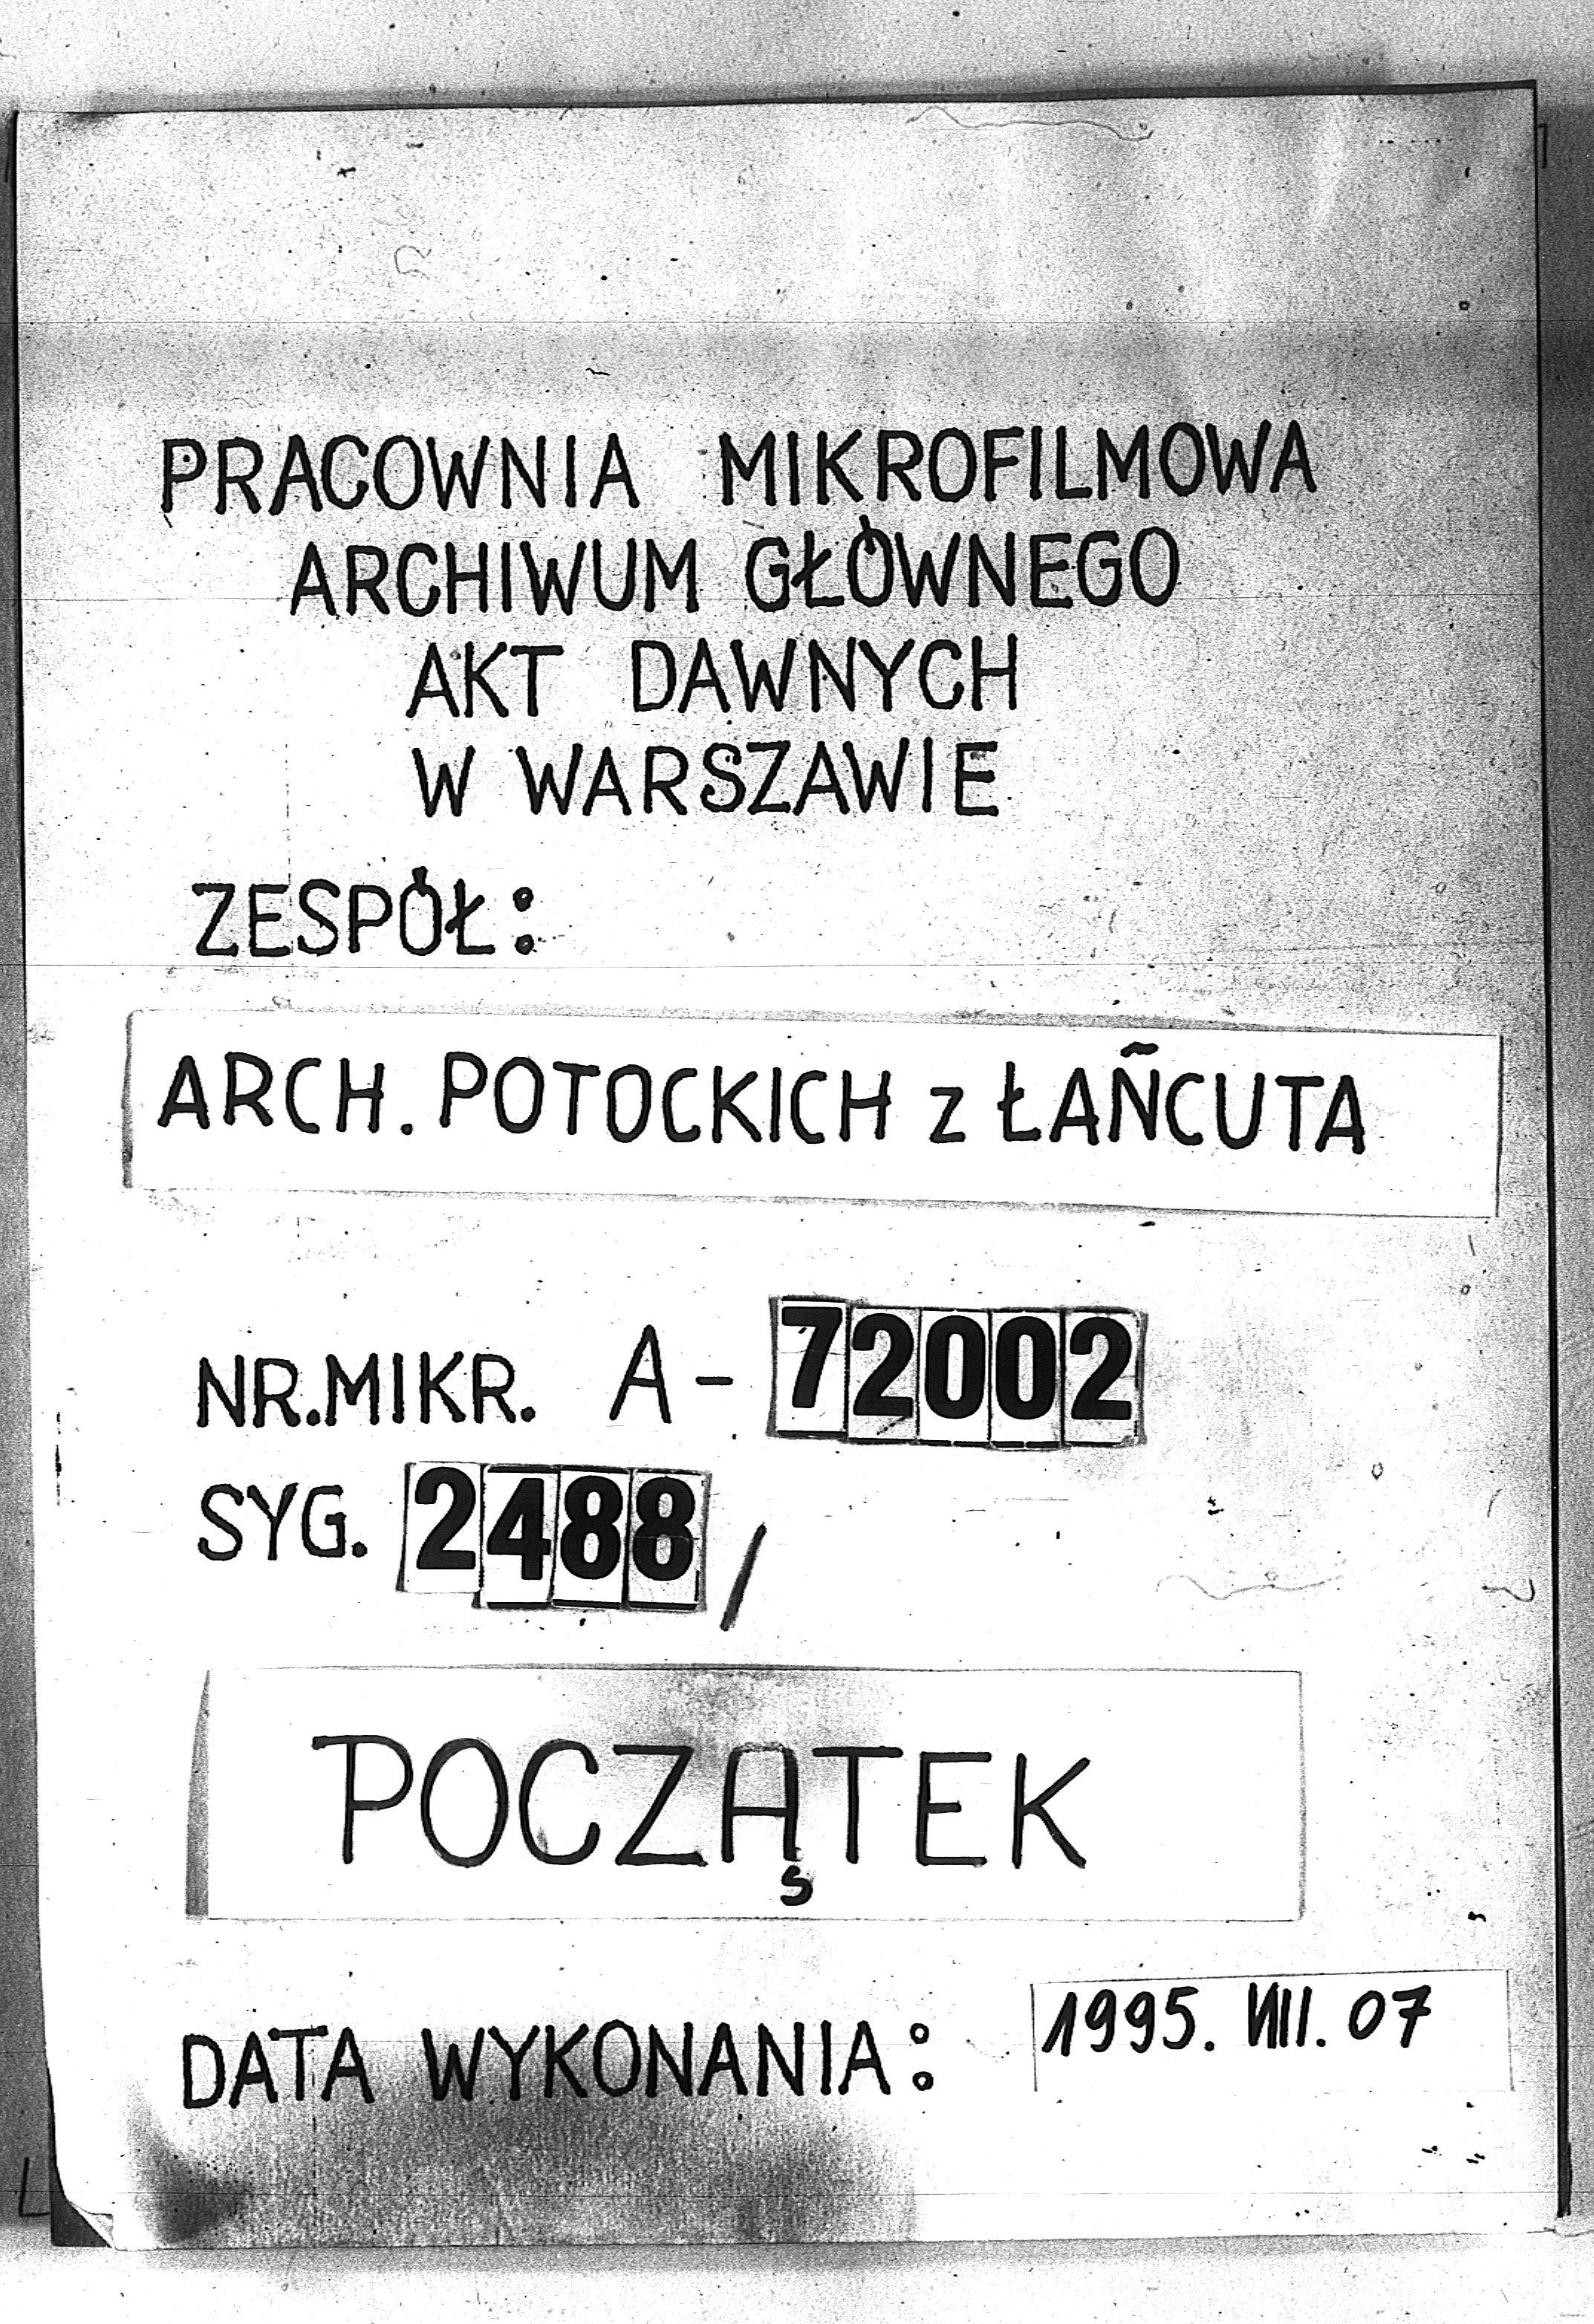 PRACOWNIA MIKROFILMOWA
ARCHIWUM GŁÓWNEGO
AKT DAWNYCH
W WARSZAWIE
ZESPÓŁ:
ARCH. POTOCKICH z ŁAŃCUTA
NR.MIKR. A-72002
SYG. 2488/
POCZĄTEK
DATA WYKONANIA: 1995. VIII. 07